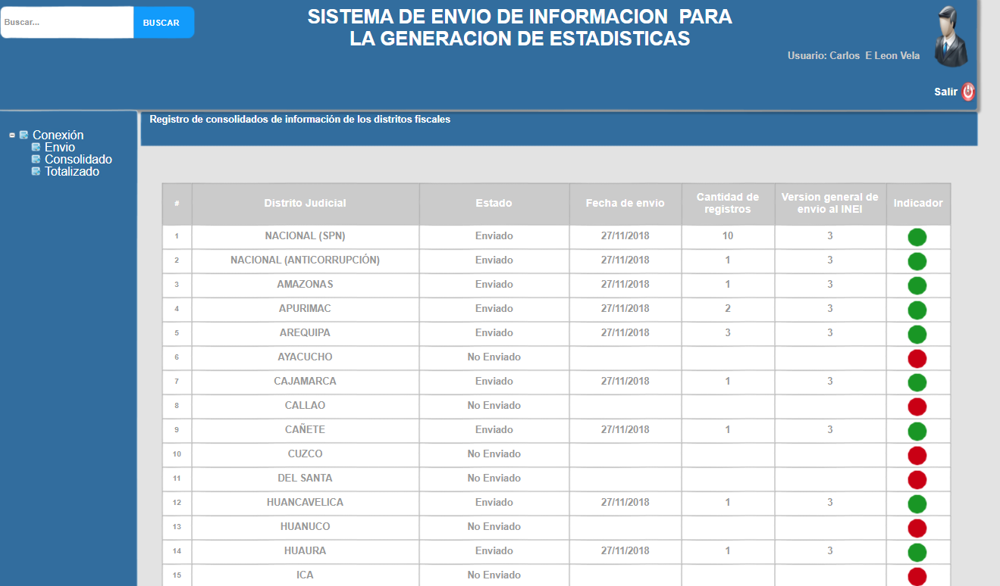 Buscar...
BUSCAR
SISTEMA DE ENVIO DE INFORMACION PARA
LA GENERACION DE ESTADISTICAS
Usuario: Carlos E Leon Vela
Salir
Conexión
Envio
Consolidado
Totalizado
Registro de consolidados de información de los distritos fiscales
# Distrito Judicial Estado Fecha de envio Cantidad de registros Version general de envio al INEI Indicador
1 NACIONAL (SPN) Enviado 27/11/2018 10 3
2 NACIONAL (ANTICORRUPCIÓN) Enviado 27/11/2018 1 3
3 AMAZONAS Enviado 27/11/2018 1 3
4 APURIMAC Enviado 27/11/2018 2 3
5 AREQUIPA Enviado 27/11/2018 3 3
6 AYACUCHO No Enviado
7 CAJAMARCA Enviado 27/11/2018 1 3
8 CALLAO No Enviado
9 CAÑETE Enviado 27/11/2018 1 3
10 CUZCO No Enviado
11 DEL SANTA No Enviado
12 HUANCAVELICA Enviado 27/11/2018 1 3
13 HUANUCO No Enviado
14 HUAURA Enviado 27/11/2018 1 3
15 ICA No Enviado